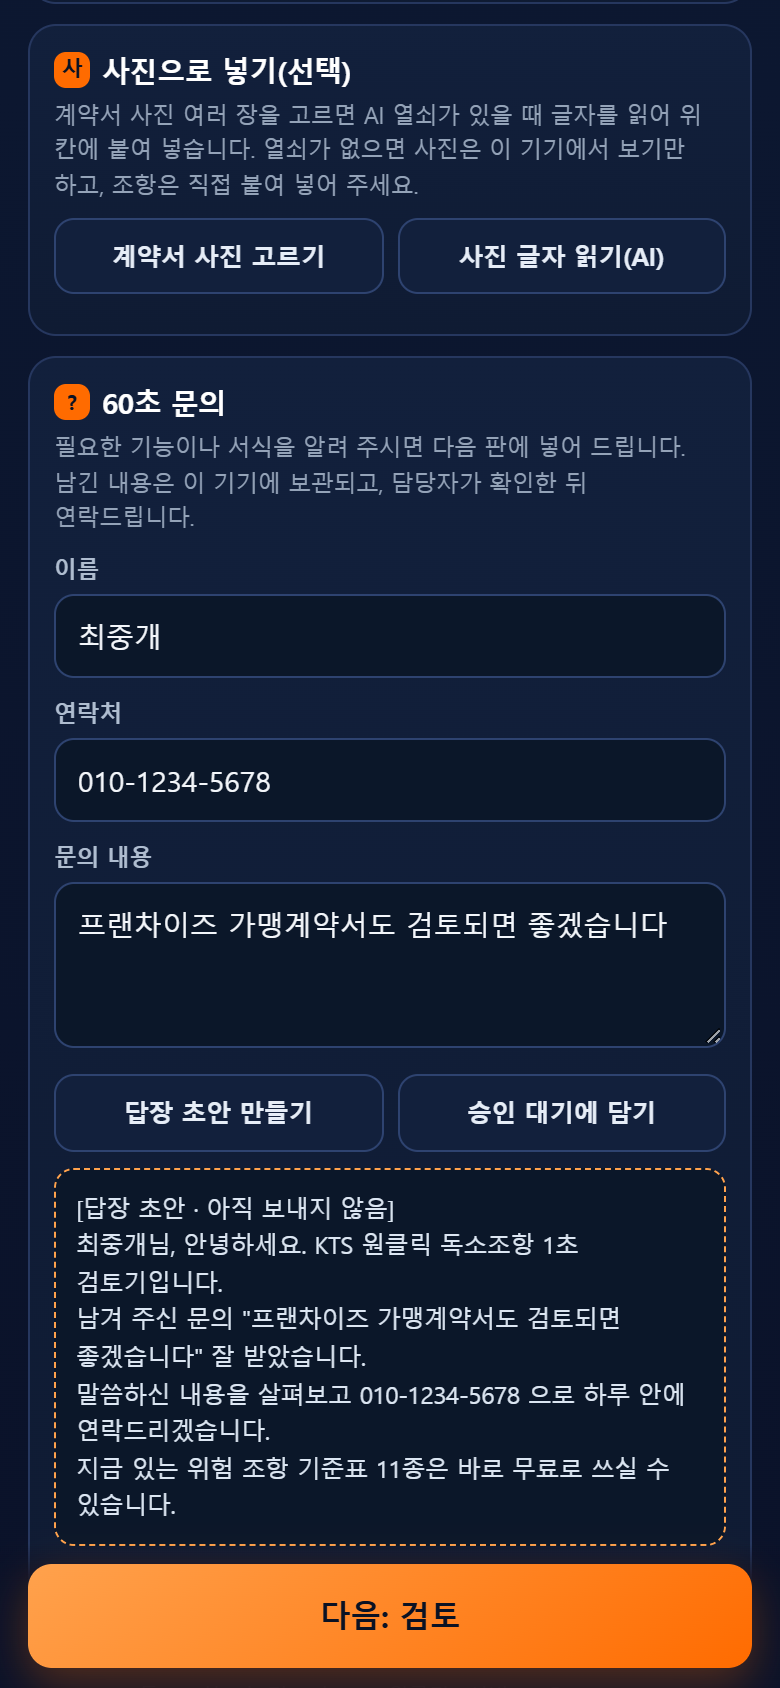 사 사진으로 넣기(선택)
계약서 사진 여러 장을 고르면 AI 열쇠가 있을 때 글자를 읽어 위
칸에 붙여 넣습니다. 열쇠가 없으면 사진은 이 기기에서 보기만
하고, 조항은 직접 붙여 넣어 주세요.
계약서 사진 고르기
사진 글자 읽기(AI)
? 60초 문의
필요한 기능이나 서식을 알려 주시면 다음 판에 넣어 드립니다.
남긴 내용은 이 기기에 보관되고, 담당자가 확인한 뒤
연락드립니다.
이름
최중개
연락처
010-1234-5678
문의 내용
프랜차이즈 가맹계약서도 검토되면 좋겠습니다
답장 초안 만들기
승인 대기에 담기
[답장 초안 · 아직 보내지 않음]
최중개님, 안녕하세요. KTS 원클릭 독소조항 1초
검토기입니다.
남겨 주신 문의 "프랜차이즈 가맹계약서도 검토되면
좋겠습니다" 잘 받았습니다.
말씀하신 내용을 살펴보고 010-1234-5678 으로 하루 안에
연락드리겠습니다.
지금 있는 위험 조항 기준표 11종은 바로 무료로 쓰실 수
있습니다.
다음: 검토